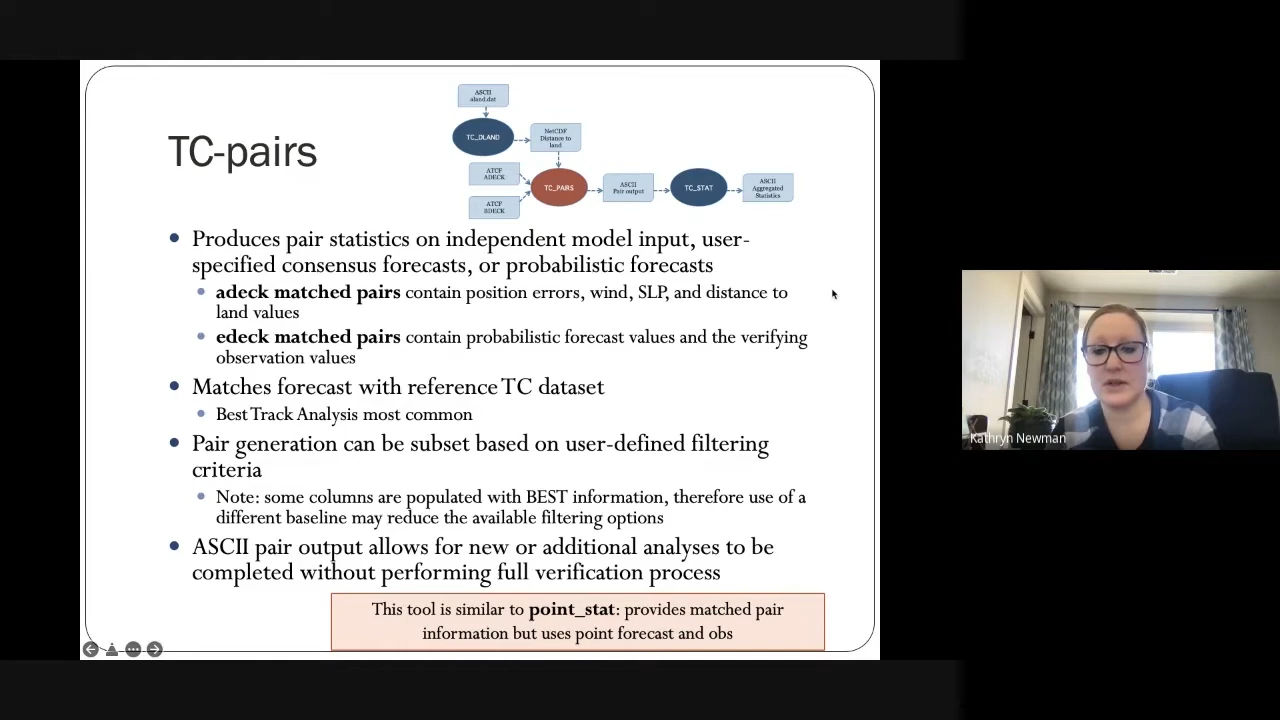 ASCII
aland.dat
TC_DLAND
NetCDF
Distance to
land
ATCF
ADECK
ATCF
BDECK
TC_PAIRS
ASCII
Pair output
TC_STAT
ASCII
Aggregated
Statistics
TC-pairs
Produces pair statistics on independent model input, user-
specified consensus forecasts, or probabilistic forecasts
adeck matched pairs contain position errors, wind, SLP, and distance to
land values
edeck matched pairs contain probabilistic forecast values and the verifying
observation values
Matches forecast with reference TC dataset
Best Track Analysis most common
Pair generation can be subset based on user-defined filtering
criteria
Note: some columns are populated with BEST information, therefore use of a
different baseline may reduce the available filtering options
ASCII pair output allows for new or additional analyses to be
completed without performing full verification process
This tool is similar to point_stat: provides matched pair
information but uses point forecast and obs
Kathryn Newman